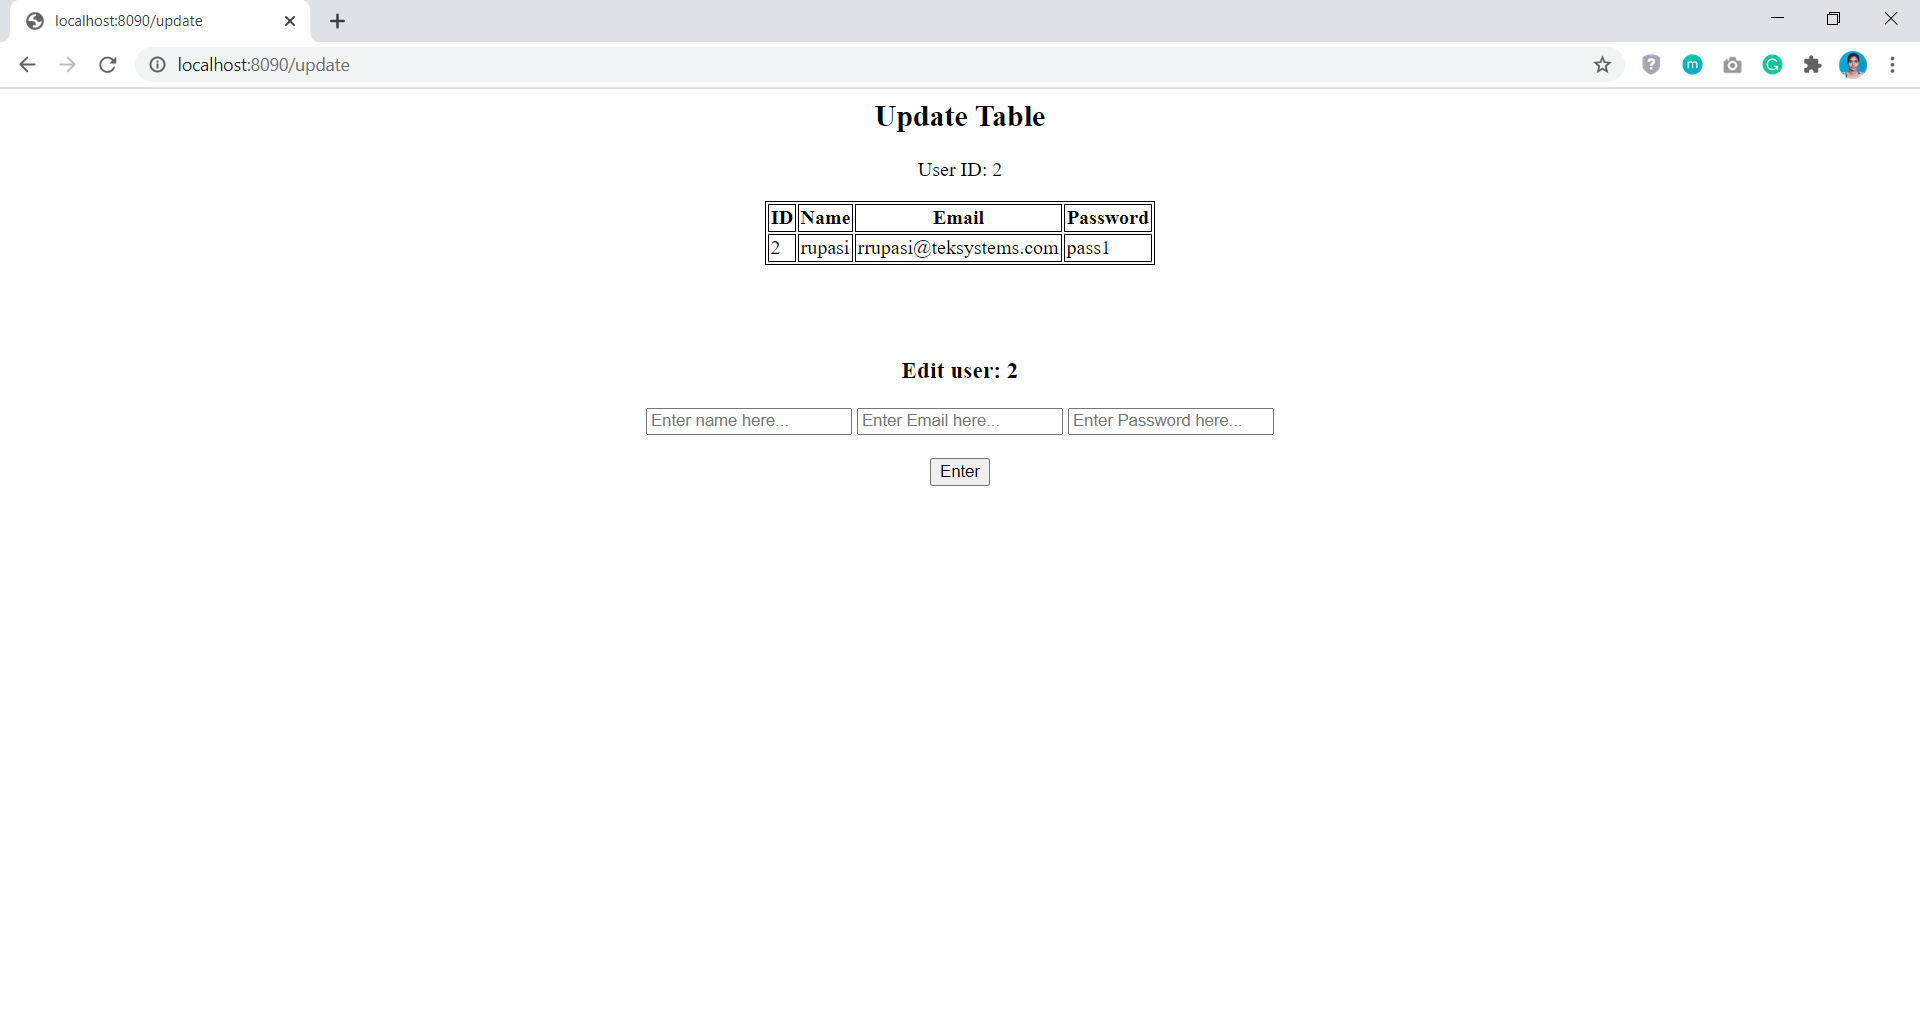 localhost:8090/update
localhost:8090/update
m
Update Table
User ID: 2
ID Name Email Password
2 rupasi rrupasi@teksystems.com pass1
Edit user: 2
Enter name here... Enter Email here... Enter Password here...
Enter